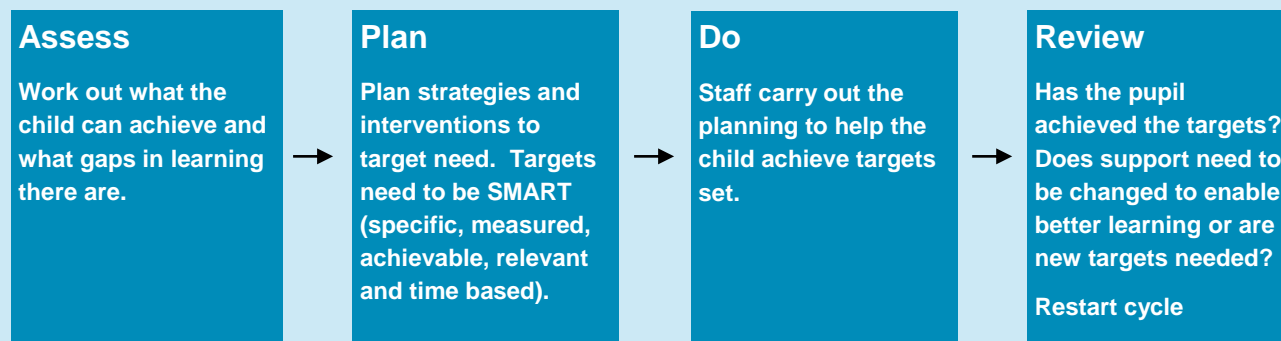 Assess
Work out what the
child can achieve and
what gaps in learning
there are.
Plan
Plan strategies and
interventions to
target need. Targets
need to be SMART
(specific, measured,
achievable, relevant
and time based).
Do
Staff carry out the
planning to help the
child achieve targets
set.
Review
Has the pupil
achieved the targets?
Does support need to
be changed to enable
better learning or are
new targets needed?
Restart cycle